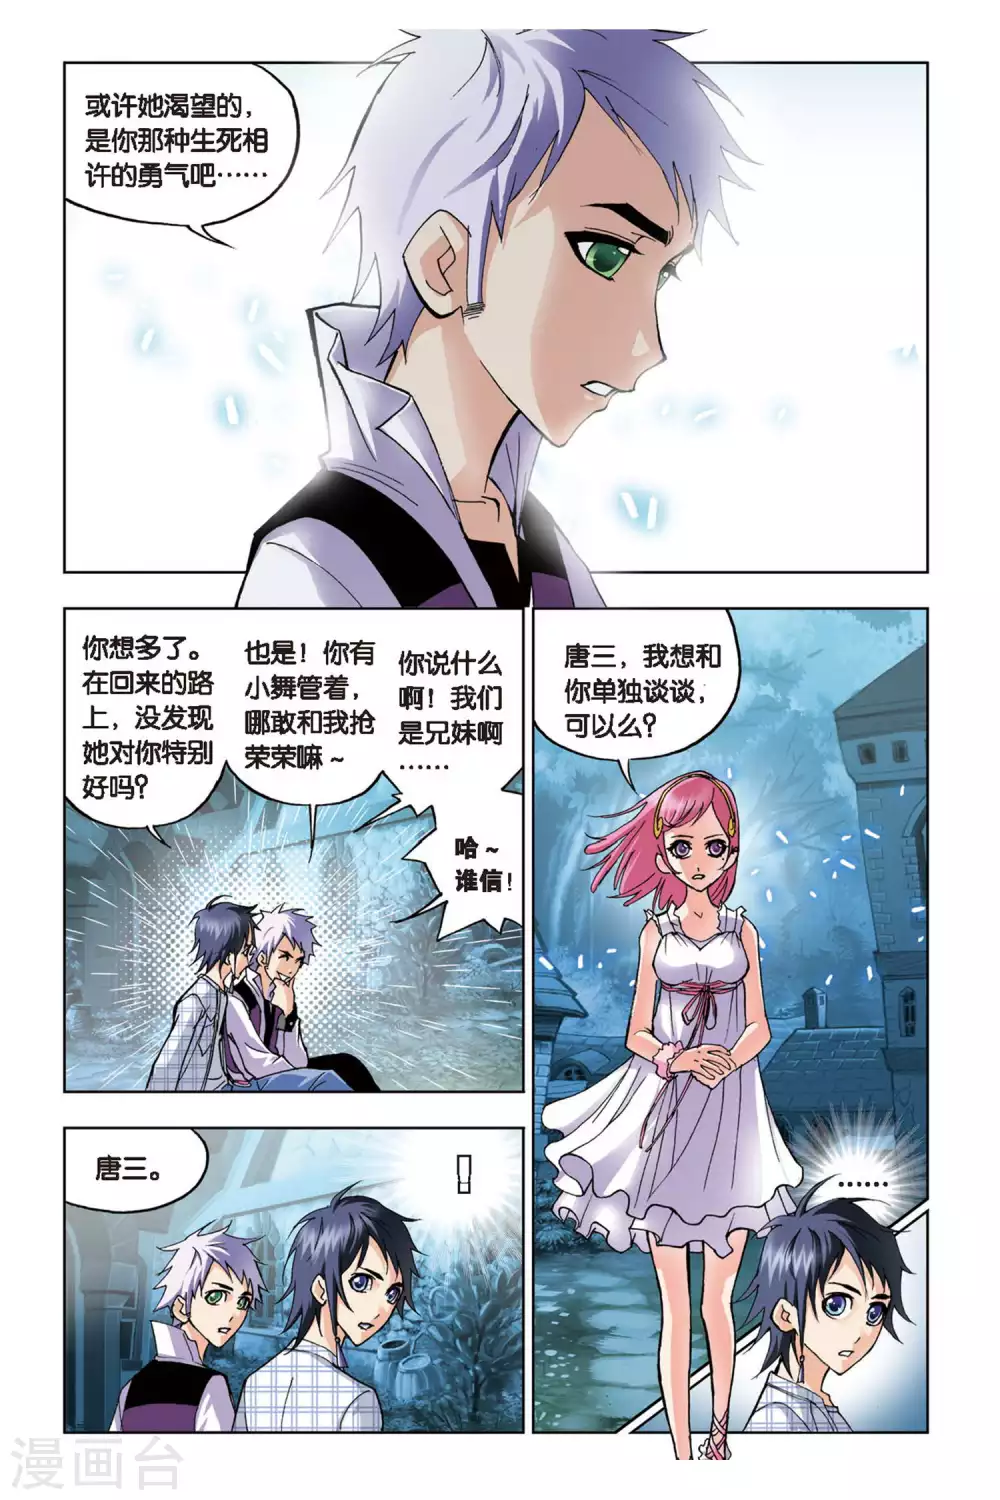 或许她渴望的，
是你那种生死相
许的勇气吧……
你想多了。
在回来的路
上，没发现
她对你特别
好吗？
也是！你有
小舞管着，
哪敢和我抢
荣荣嘛～
你说什么
啊！我们
是兄妹啊
……
哈～
谁信！
唐三。
!
唐三，我想和
你单独谈谈，
可以么？
……
漫画台